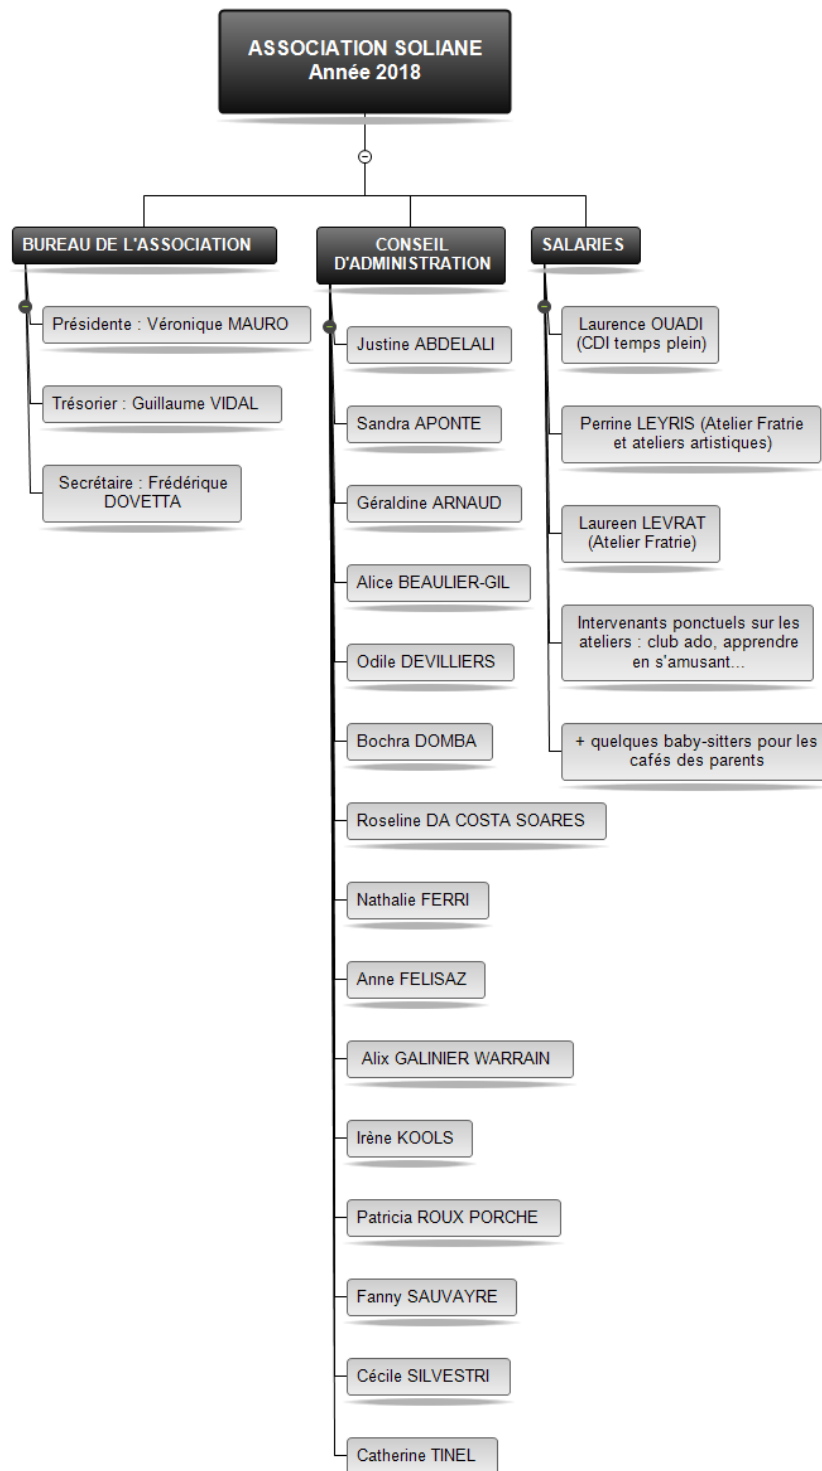 ASSOCIATION SOLIANE
Année 2018
BUREAU DE L'ASSOCIATION
Présidente : Véronique MAURO
Trésorier : Guillaume VIDAL
Secrétaire : Frédérique
DOVETTA
CONSEIL
D'ADMINISTRATION
Justine ABDELALI
Sandra APONTE
Géraldine ARNAUD
Alice BEAULIER-GIL
Odile DEVILLIERS
Bochra DOMBA
Roseline DA COSTA SOARES
Nathalie FERRI
Anne FELISAZ
Alix GALINIER WARRAIN
Irène KOOLS
Patricia ROUX PORCHE
Fanny SAUVAYRE
Cécile SILVESTRI
Catherine TINEL
SALARIES
Laurence OUADI
(CDI temps plein)
Perrine LEYRIS (Atelier Fratrie
et ateliers artistiques)
Laureen LEVRAT
(Atelier Fratrie)
Intervenants ponctuels sur les
ateliers : club ado, apprendre
en s'amusant...
+ quelques baby-sitters pour les
cafés des parents